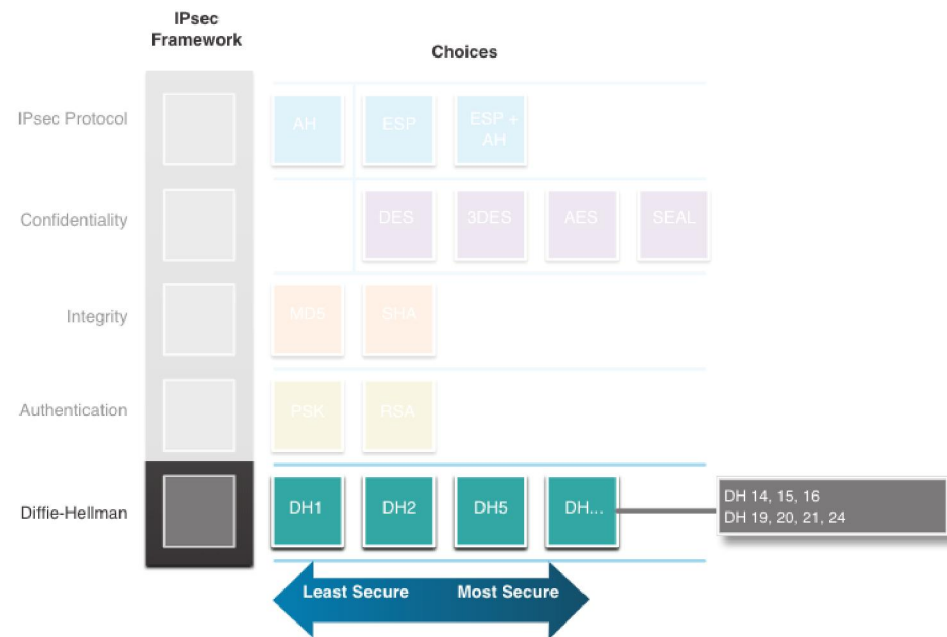 IPsec
Framework
Choices
IPsec Protocol
AH
ESP
ESP +
AH
Confidentiality
DES
3DES
AES
SEAL
Integrity
MD5
SHA
Authentication
PSK
RSA
Diffie-Hellman
DH1
DH2
DH5
DH...
DH 14, 15, 16
DH 19, 20, 21, 24
Least Secure
Most Secure